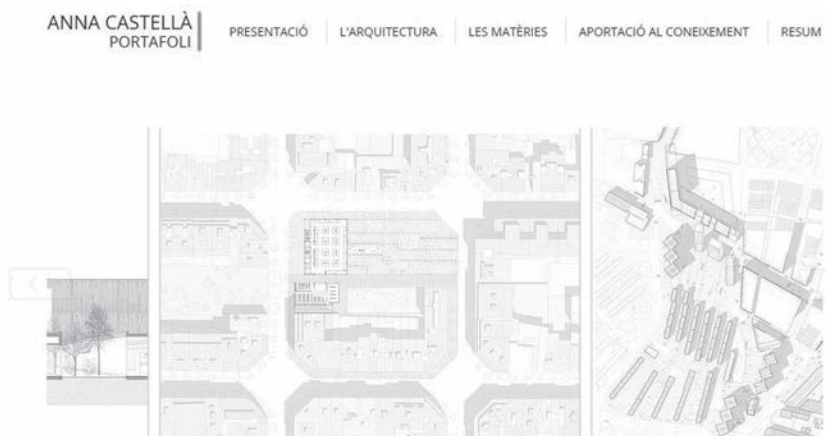 ANNA CASTELLÀ
PORTAFOLI
PRESENTACIÓ
L'ARQUITECTURA
LES MATÈRIES
APORTACIÓ AL CONEIXEMENT
RESUM